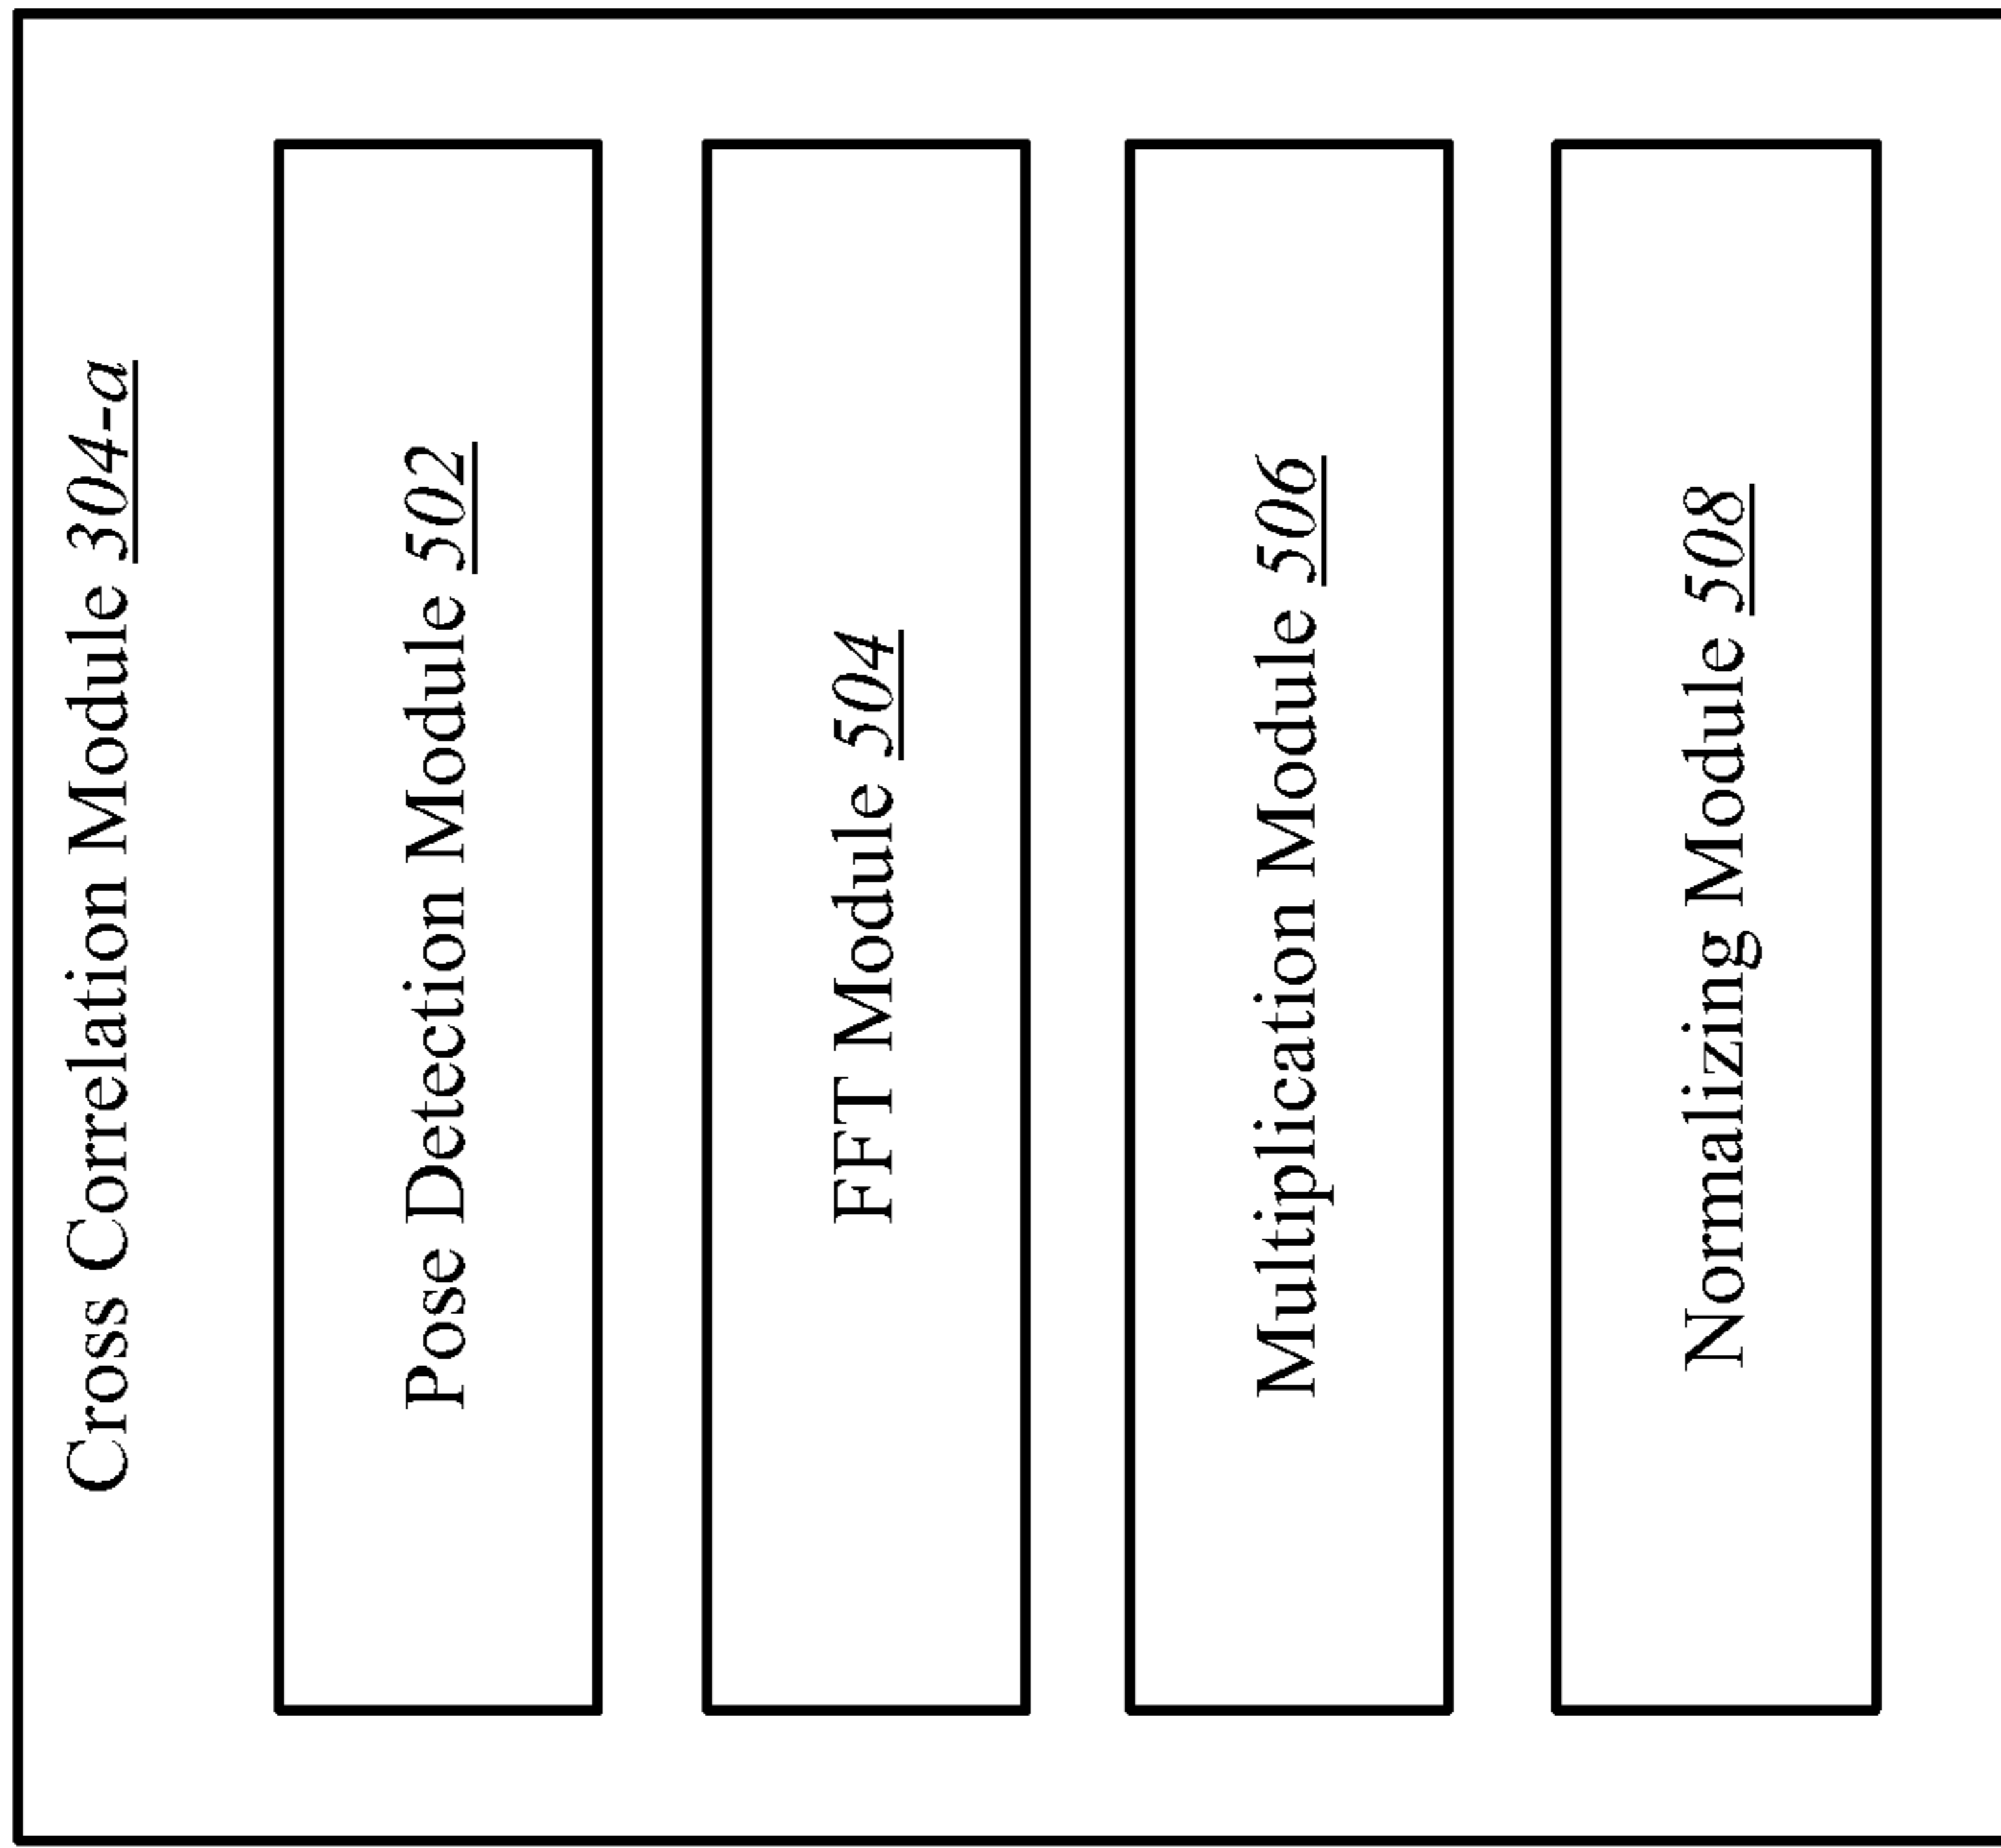 Cross Correlation Module 304-a
Pose Detection Module 502
FFT Module 504
Multiplication Module 506
Normalizing Module 508